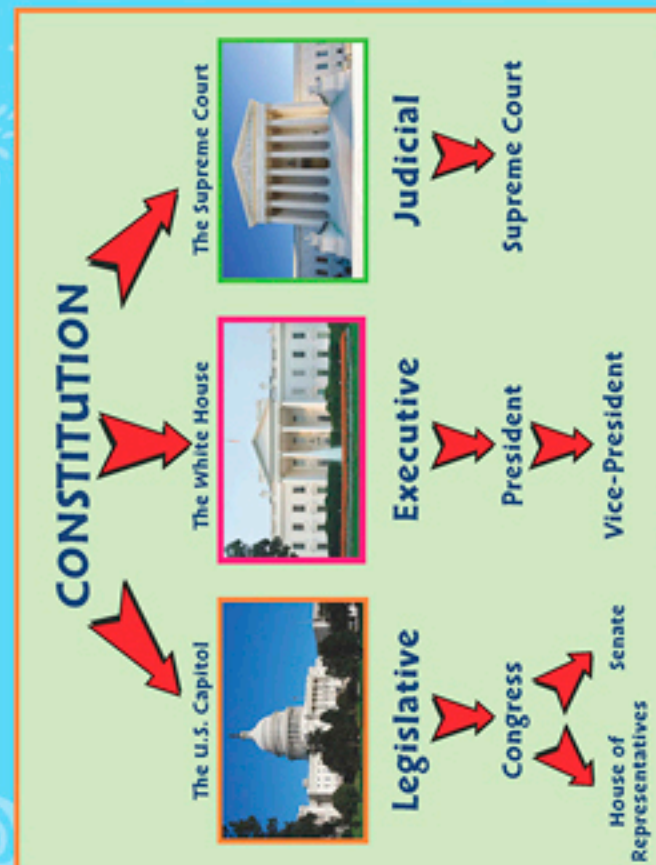 CONSTITUTION
The U.S. Capitol
The White House
The Supreme Court
Legislative
Executive
Judicial
Congress
President
Supreme Court
House of
Representatives
Senate
Vice-President